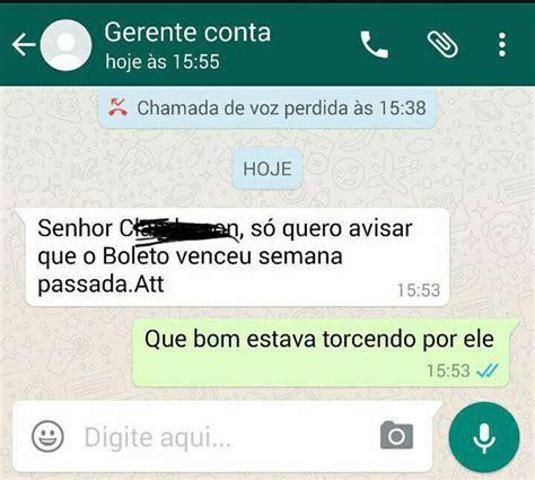 Gerente conta
hoje às 15:55
Chamada de voz perdida às 15:38
HOJE
Senhor, só quero avisar
que o Boleto venceu semana
passada.Att
15:53
Que bom estava torcendo por ele
15:53
Digite aqui...